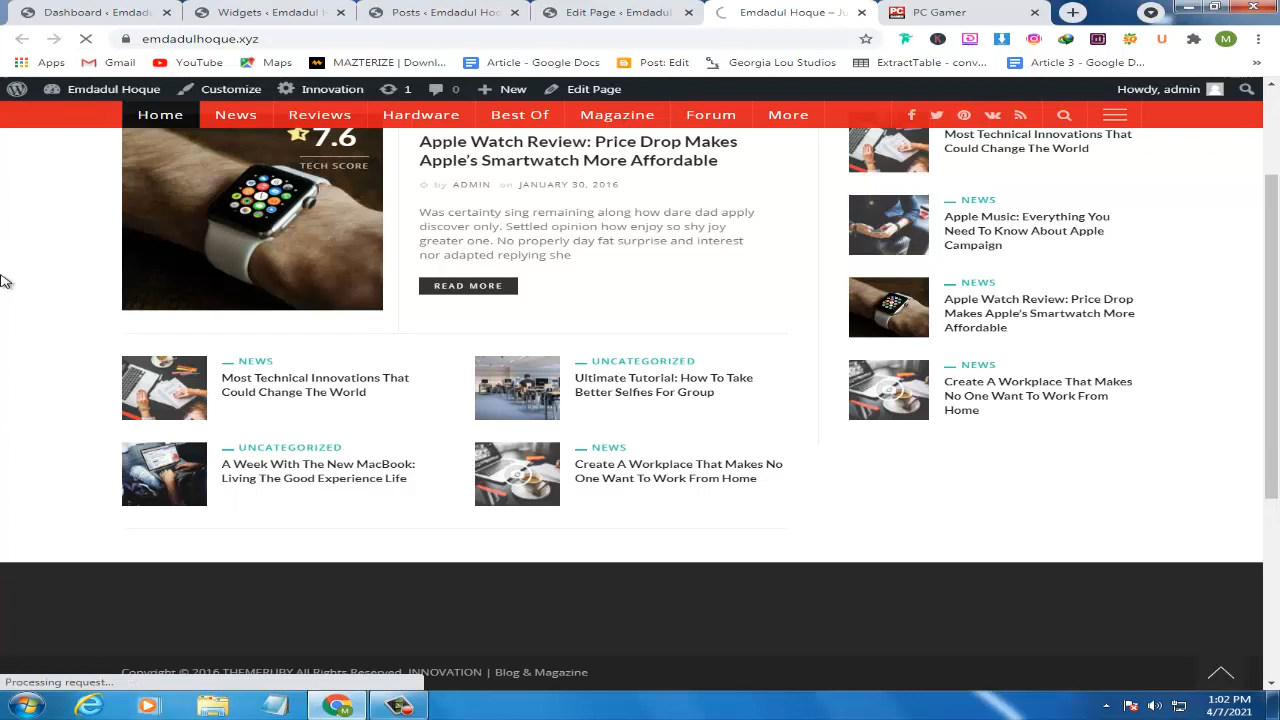 Dashboard ‹ Emdadul Ho
Widgets ‹ Emdadul Hoque
Posts ‹ Emdadul Hoque
Edit Page ‹ Emdadul Hoque
Emdadul Hoque – Ju
PC GAMER
PC Gamer
emdadulhoque.xyz
M
Apps
Gmail
YouTube
Maps
MAZTERIZE | Downl...
Article - Google Docs
Post: Edit
Georgia Lou Studios
ExtractTable - conv...
Article 3 - Google D...
»
Emdadul Hoque
Customize
Innovation
1
0
New
Edit Page
Howdy, admin
Home
News
Reviews
Hardware
Best Of
Magazine
Forum
More
7.6
TECH SCORE
Apple Watch Review: Price Drop Makes
Apple's Smartwatch More Affordable
by ADMIN on JANUARY 30, 2016
Was certainty sing remaining along how dare dad apply
discover only. Settled opinion how enjoy so shy joy
greater one. No properly day fat surprise and interest
nor adapted replying she
READ MORE
NEWS
Most Technical Innovations That
Could Change The World
UNCATEGORIZED
Ultimate Tutorial: How To Take
Better Selfies For Group
UNCATEGORIZED
A Week With The New MacBook:
Living The Good Experience Life
NEWS
Create A Workplace That Makes No
One Want To Work From Home
Most Technical Innovations That
Could Change The World
NEWS
Apple Music: Everything You
Need To Know About Apple
Campaign
NEWS
Apple Watch Review: Price Drop
Makes Apple's Smartwatch More
Affordable
NEWS
Create A Workplace That Makes
No One Want To Work From
Home
Copyright © 2016 THEMERUBY All Rights Reserved. INNOVATION | Blog & Magazine
Processing request...
1:02 PM
4/7/2021